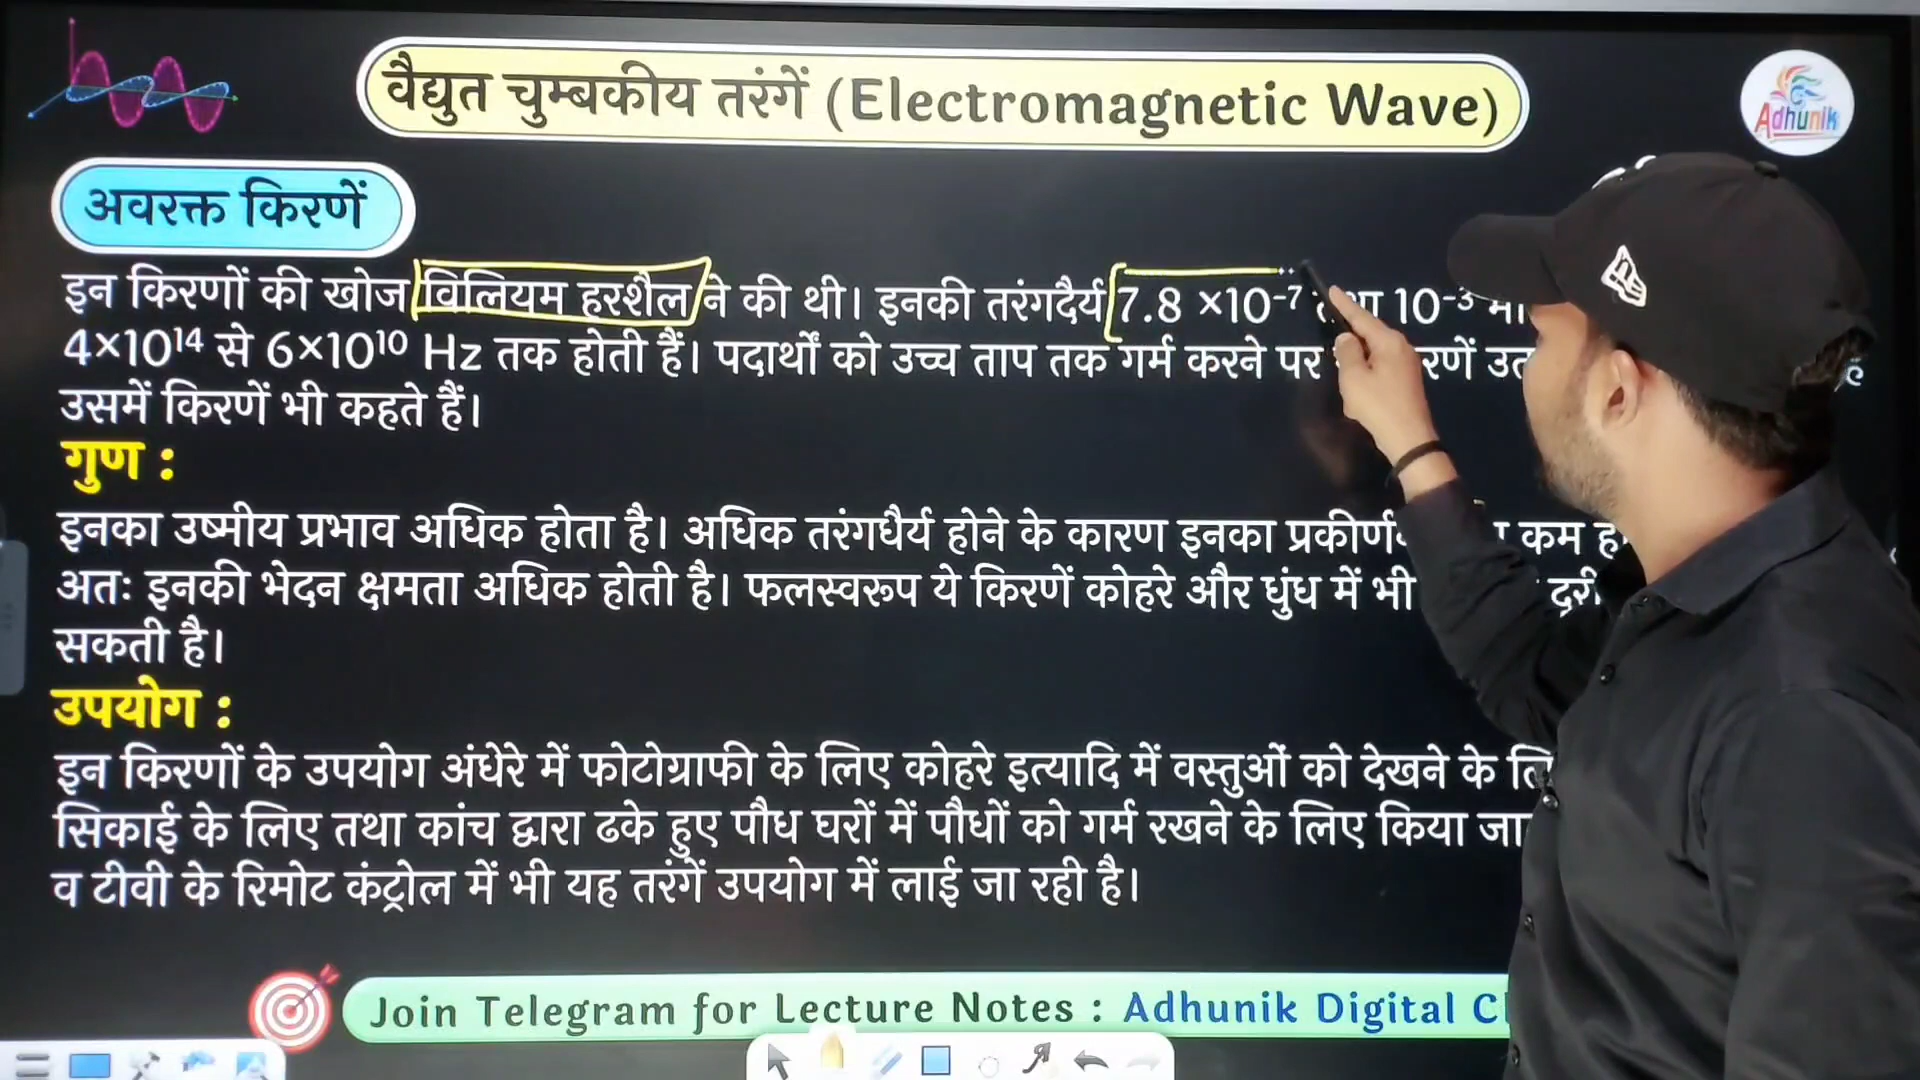 वैद्युत चुम्बकीय तरंगें (Electromagnetic Wave)
Adhunik
अवरक्त किरणें
इन किरणों की खोज विलियम हरशैल ने की थी। इनकी तरंगदैर्य 7.8 ×10⁻⁷ तथा 10⁻³
4×10¹⁴ से 6×10¹⁰ Hz तक होती हैं। पदार्थों को उच्च ताप तक गर्म करने पर
उसमें किरणें भी कहते हैं।
गुण :
इनका उष्मीय प्रभाव अधिक होता है। अधिक तरंगधैर्य होने के कारण इनका कम
अतः इनकी भेदन क्षमता अधिक होती है। फलस्वरूप ये किरणें कोहरे और धुंध में भी
सकती है।
उपयोग :
इन किरणों के उपयोग अंधेरे में फोटोग्राफी के लिए कोहरे इत्यादि में वस्तुओं को देखने के
सिकाई के लिए तथा कांच द्वारा ढके हुए पौध घरों में पौधों को गर्म रखने के लिए किया
व टीवी के रिमोट कंट्रोल में भी यह तरंगें उपयोग में लाई जा रही है।
Join Telegram for Lecture Notes : Adhunik Digital